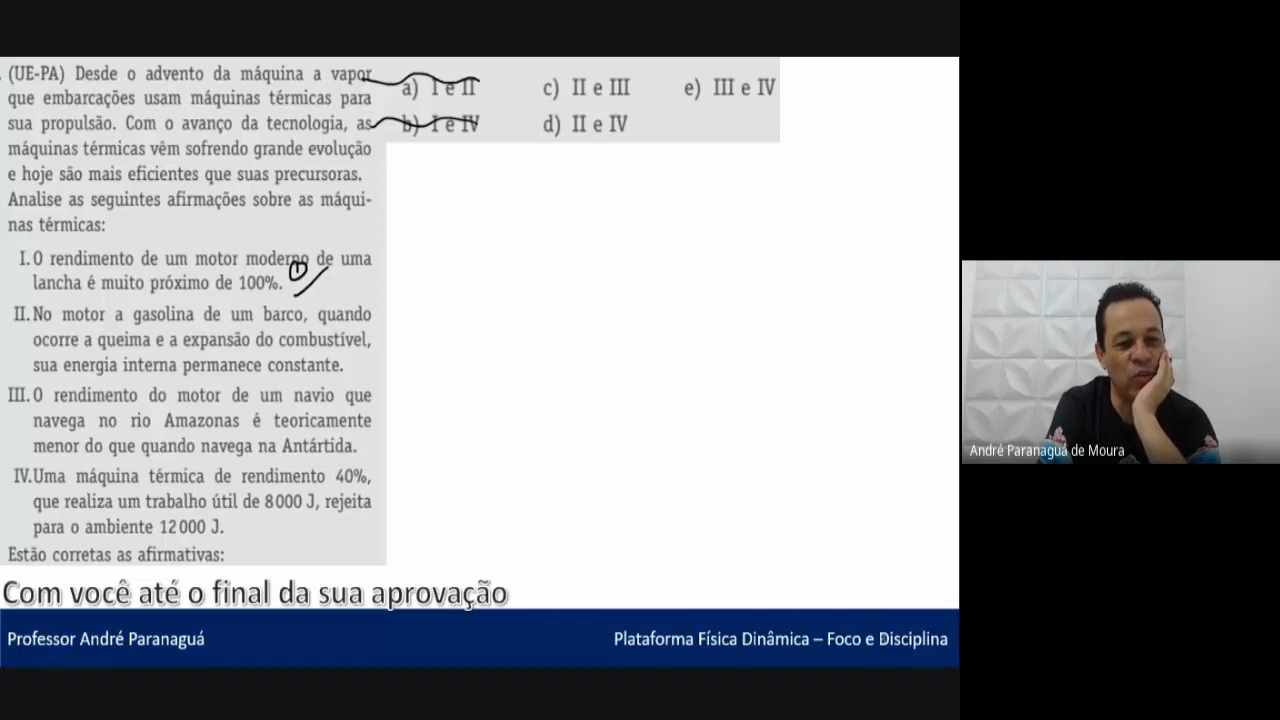 (UE-PA) Desde o advento da máquina a vapor
que embarcações usam máquinas térmicas para
sua propulsão. Com o avanço da tecnologia, as
máquinas térmicas vêm sofrendo grande evolução
e hoje são mais eficientes que suas precursoras.
Analise as seguintes afirmações sobre as máqui-
nas térmicas:
I. O rendimento de um motor moderno de uma
lancha é muito próximo de 100%.
II. No motor a gasolina de um barco, quando
ocorre a queima e a expansão do combustível,
sua energia interna permanece constante.
III. O rendimento do motor de um navio que
navega no rio Amazonas é teoricamente
menor do que quando navega na Antártida.
IV. Uma máquina térmica de rendimento 40%,
que realiza um trabalho útil de 8 000 J, rejeita
para o ambiente 12 000 J.
Estão corretas as afirmativas:
a) I e II c) II e III e) III e IV
b) I e IV d) II e IV
Com você até o final da sua aprovação
Professor André Paranaguá Plataforma Física Dinâmica – Foco e Disciplina
André Paranaguá de Moura